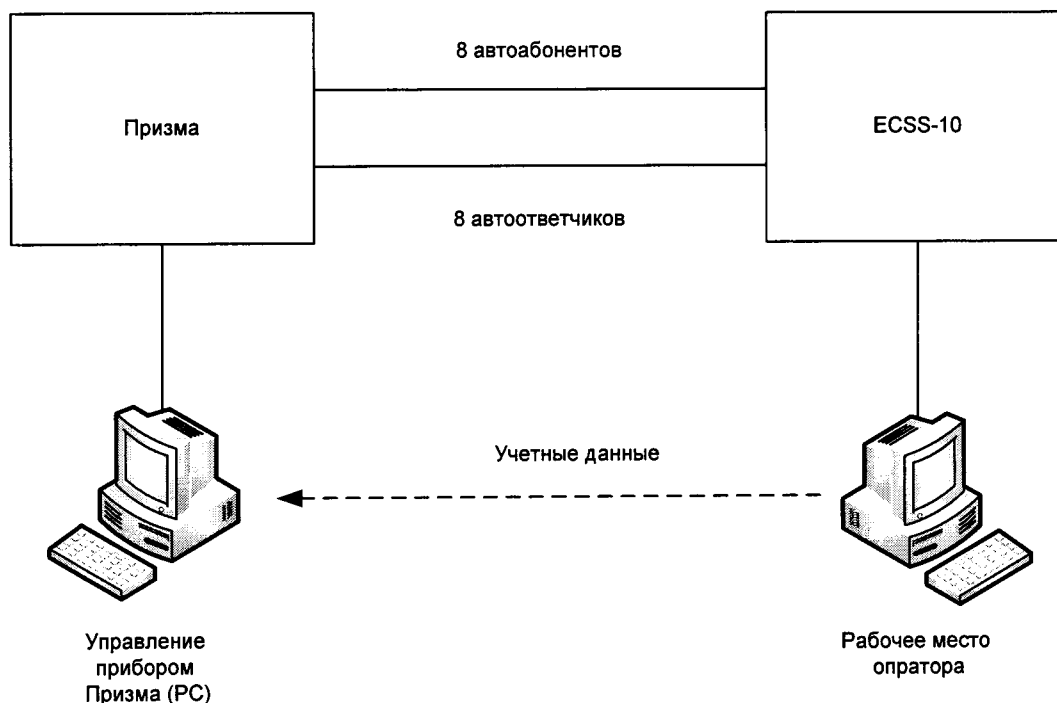 8 автоабонентов
Призма
ECSS-10
8 автоответчиков
Учетные данные
Управление
прибором
Призма (PC)
Рабочее место
опратора